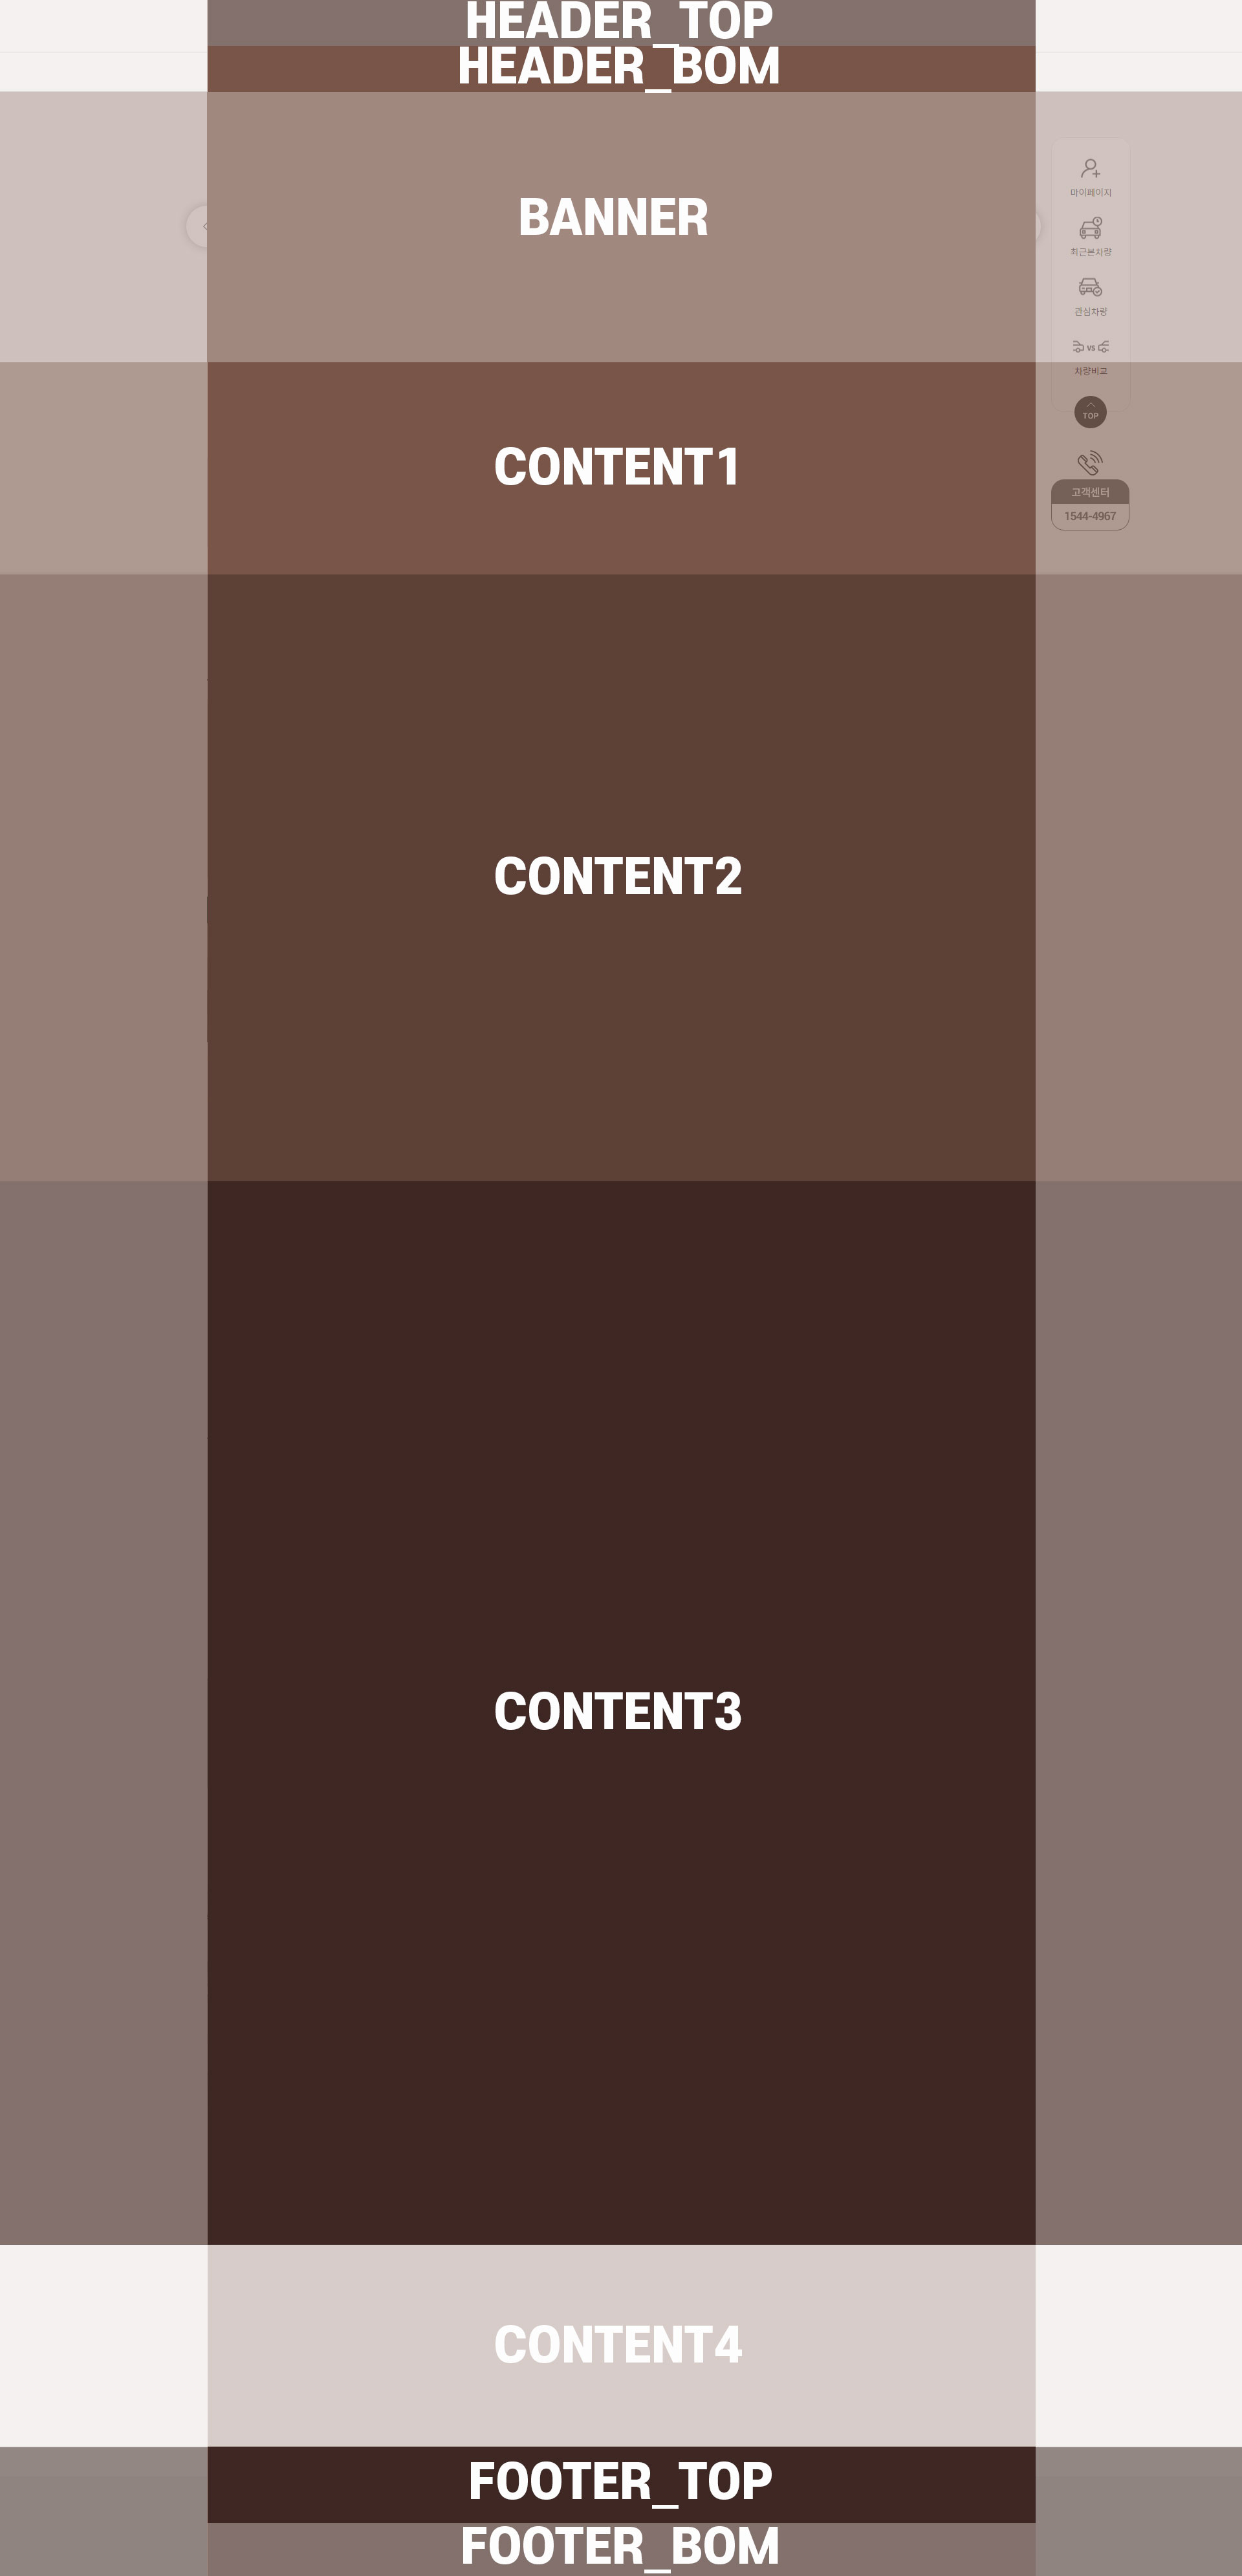 HEADER_TOP
HEADER_BOM
BANNER
마이페이지
최근본차량
관심차량
vs
차량비교
TOP
고객센터
1544-4967
CONTENT1
CONTENT2
CONTENT3
CONTENT4
FOOTER_TOP
FOOTER_BOM